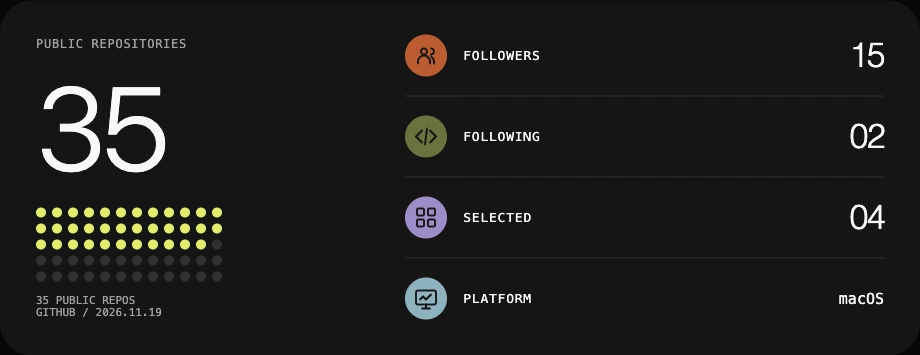 PUBLIC REPOSITORIES
35
35 PUBLIC REPOS
GITHUB / 2026.11.19
FOLLOWERS
15
FOLLOWING
02
SELECTED
04
PLATFORM
macOS